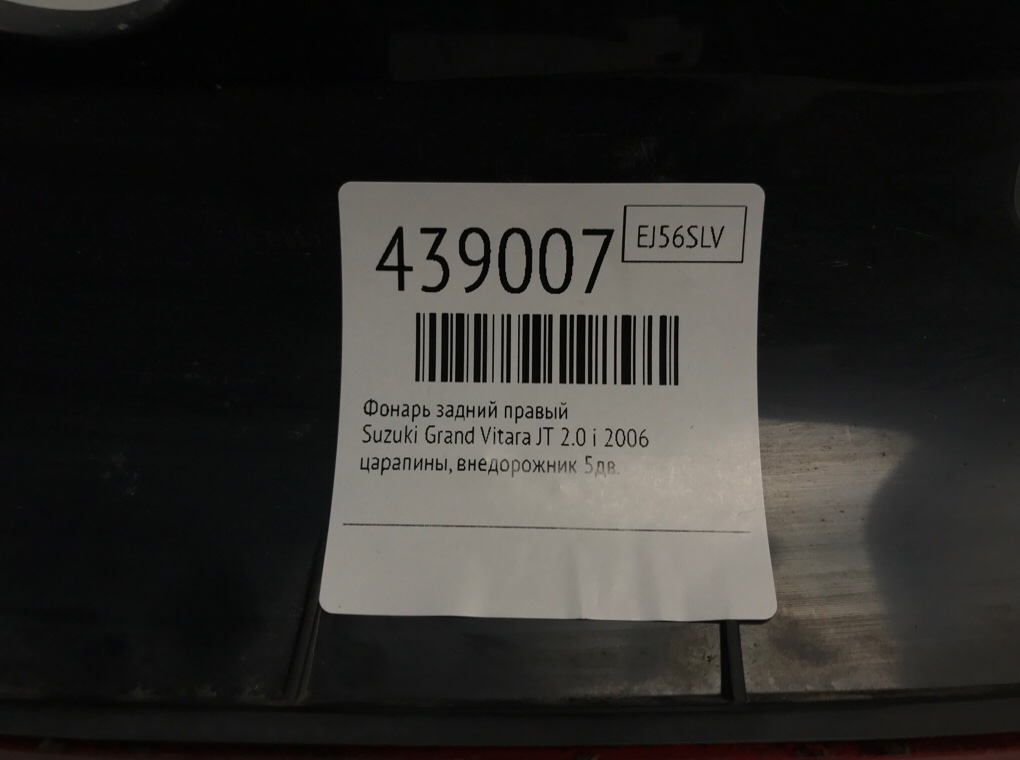 439007
EJ56SLV
Фонарь задний правый
Suzuki Grand Vitara JT 2.0 i 2006
царапины, внедорожник 5дв.